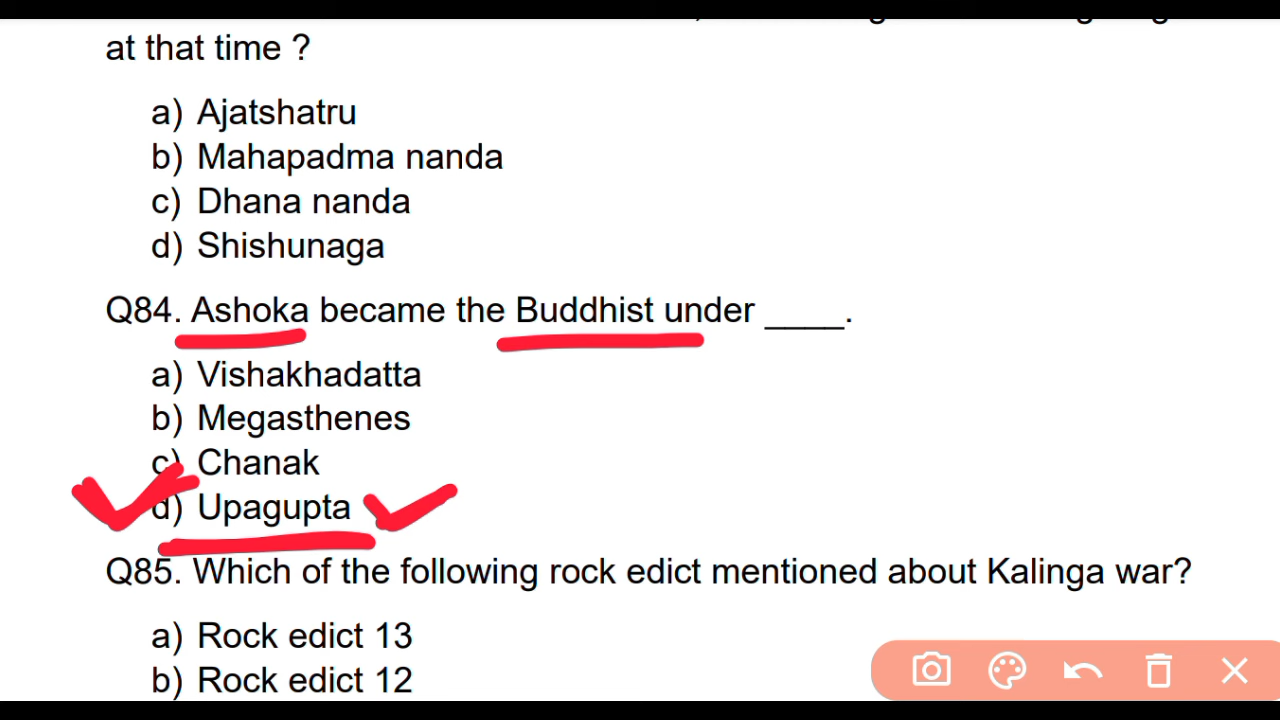 at that time ?
a) Ajatshatru
b) Mahapadma nanda
c) Dhana nanda
d) Shishunaga
Q84. Ashoka became the Buddhist under ____.
a) Vishakhadatta
b) Megasthenes
c) Chanak
d) Upagupta
Q85. Which of the following rock edict mentioned about Kalinga war?
a) Rock edict 13
b) Rock edict 12